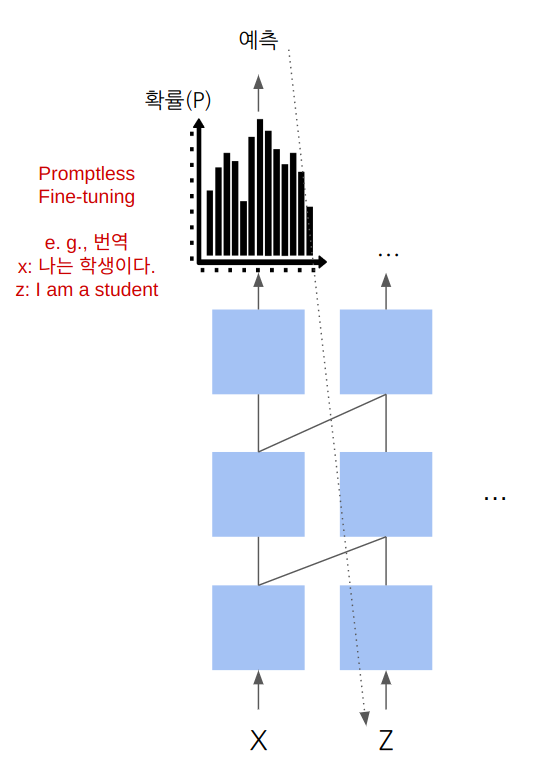 예측
확률(P)
Promptless
Fine-tuning
e. g., 번역
x: 나는 학생이다.
z: I am a student
...
...
X
Z